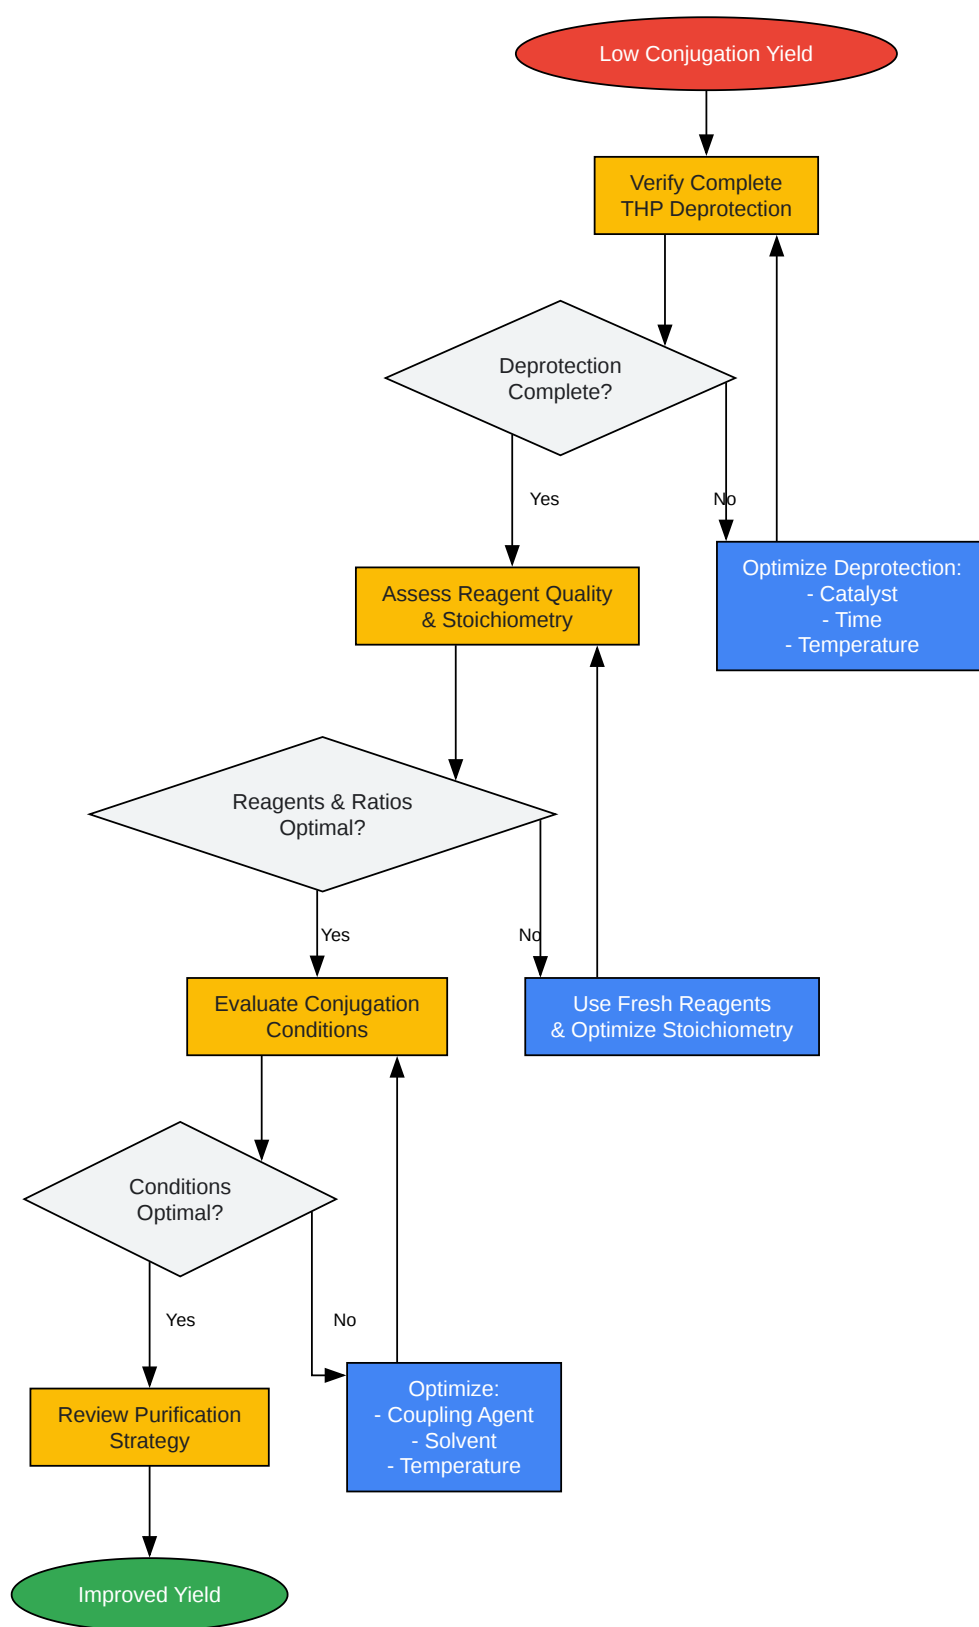 Low Conjugation Yield
Verify Complete
THP Deprotection
Deprotection
Complete?
Yes
No
Optimize Deprotection:
- Catalyst
- Time
- Temperature
Assess Reagent Quality
& Stoichiometry
Reagents & Ratios
Optimal?
Yes
No
Evaluate Conjugation
Conditions
Use Fresh Reagents
& Optimize Stoichiometry
Conditions
Optimal?
Yes
No
Optimize:
- Coupling Agent
- Solvent
- Temperature
Review Purification
Strategy
Improved Yield